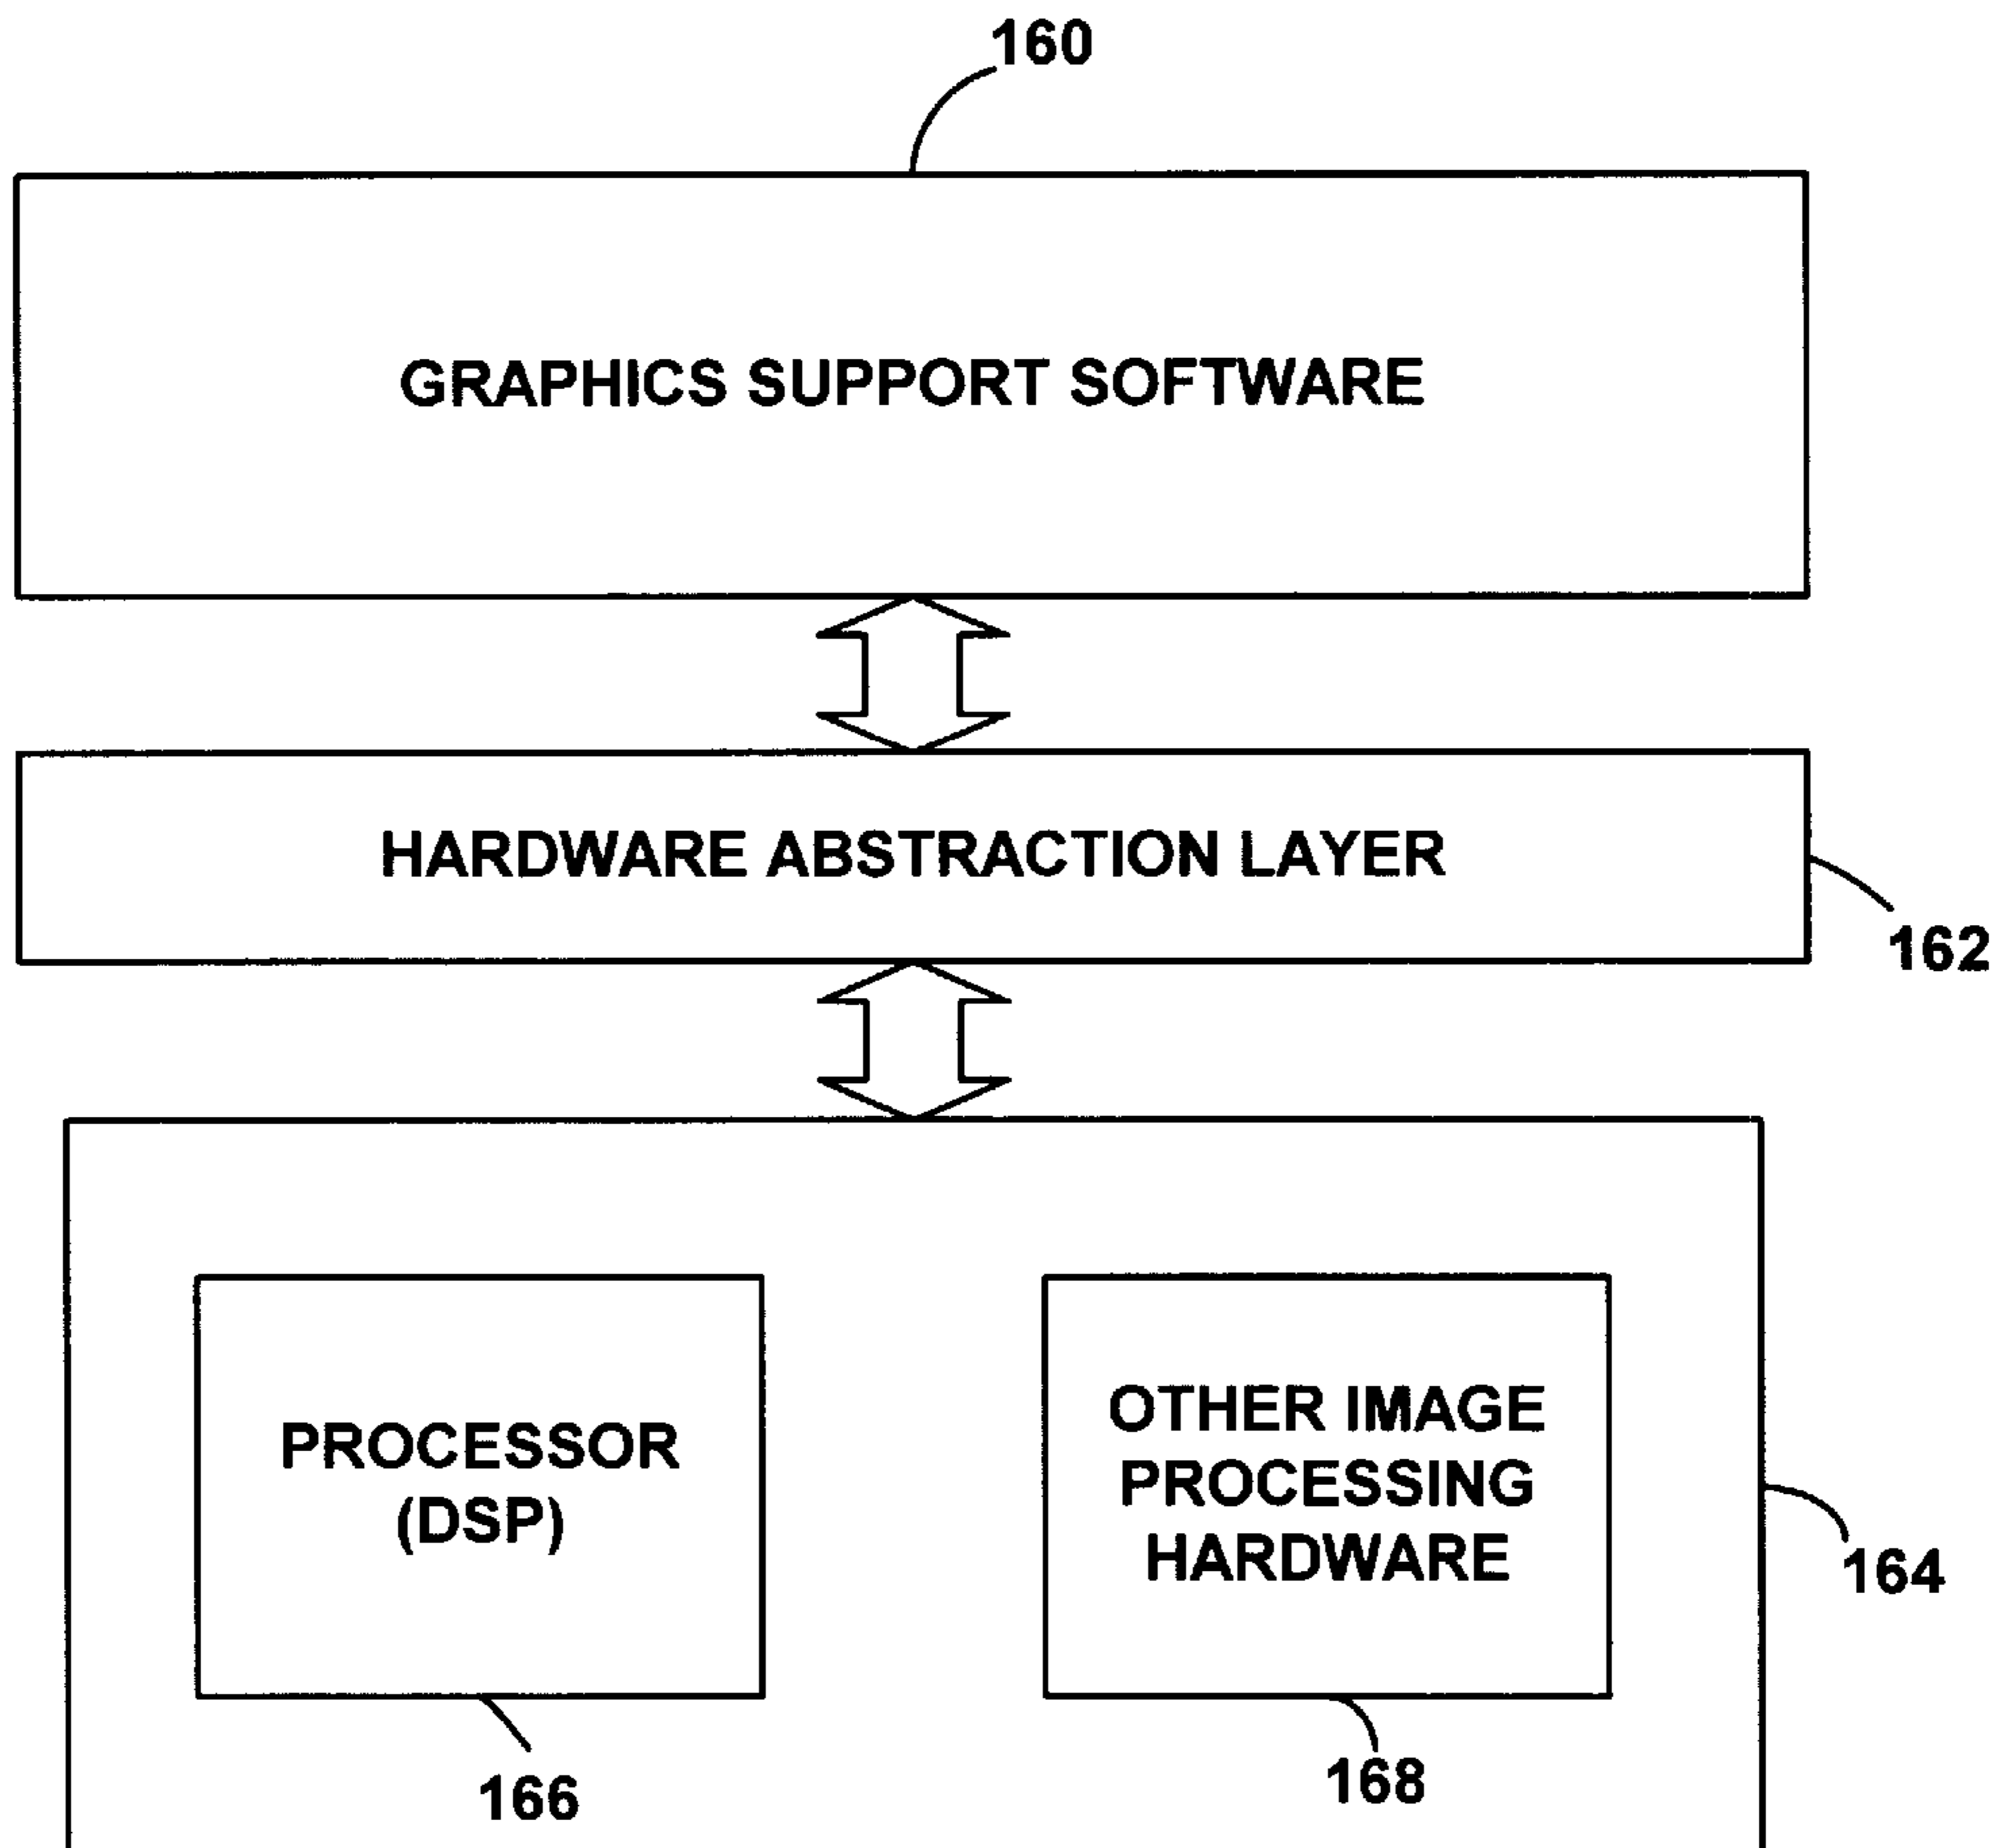 160
GRAPHICS SUPPORT SOFTWARE
HARDWARE ABSTRACTION LAYER
162
PROCESSOR
(DSP)
OTHER IMAGE
PROCESSING
HARDWARE
164
166
168